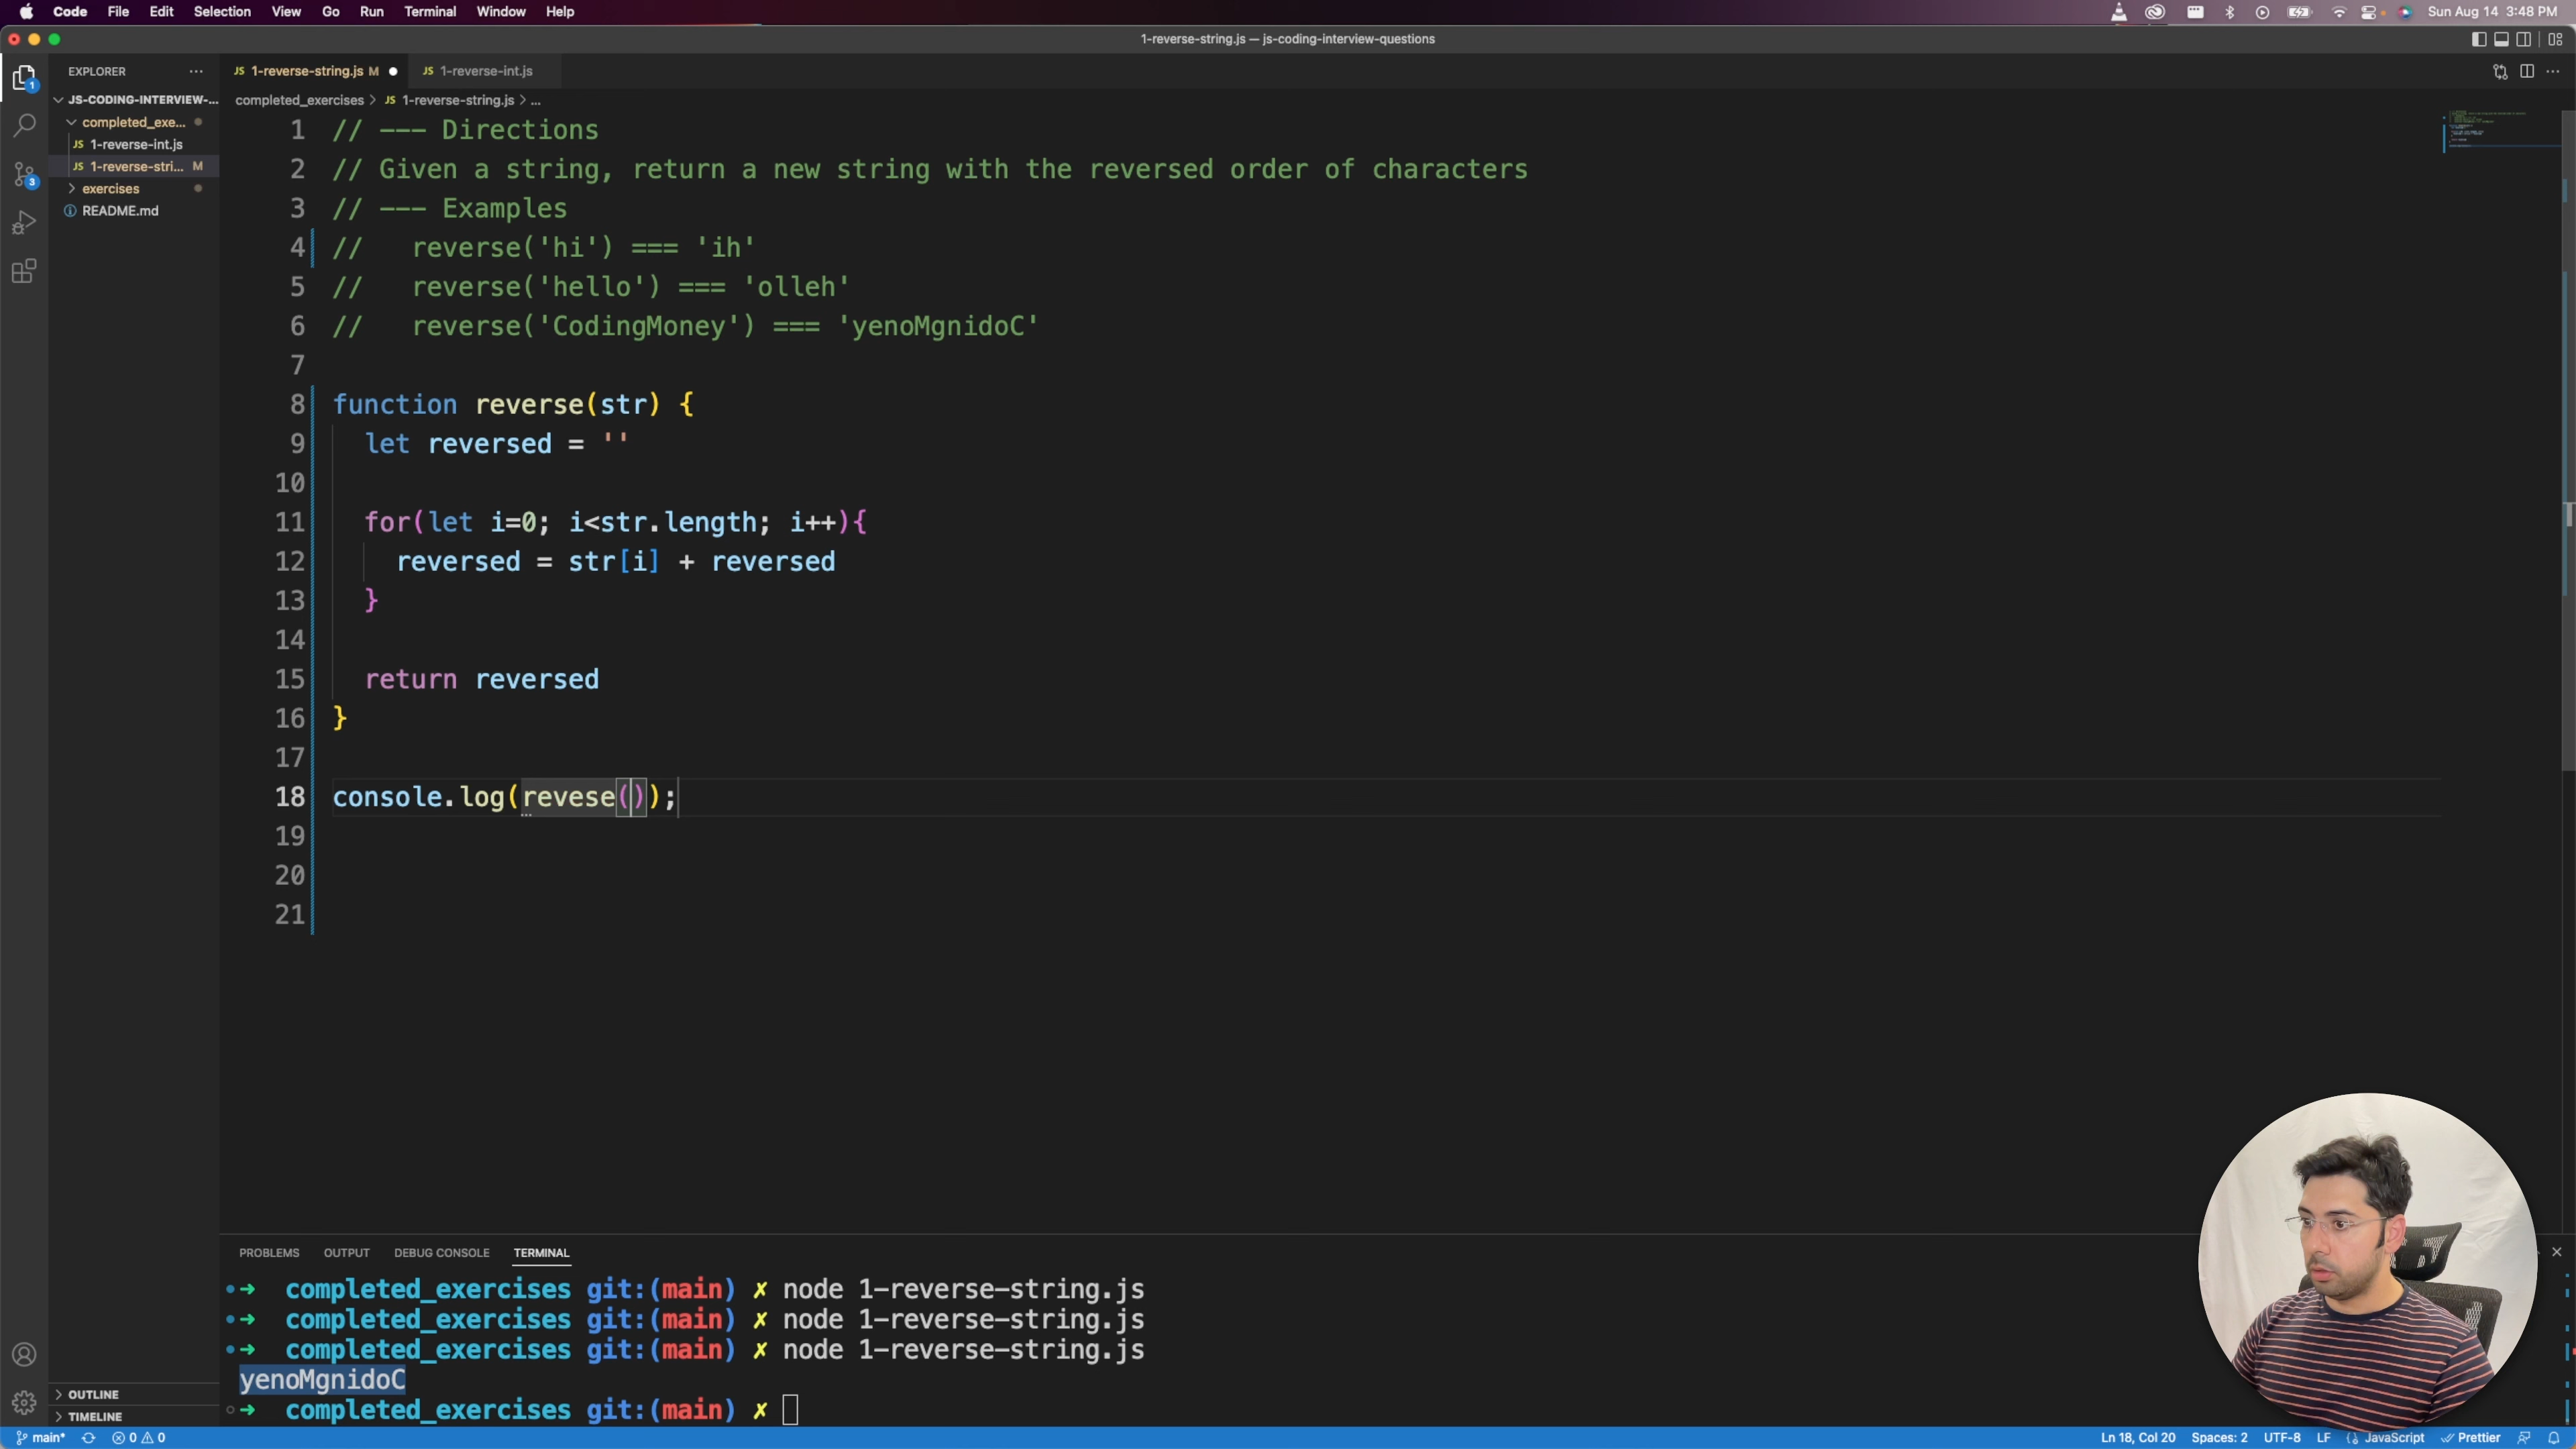 Code File Edit Selection View Go Run Terminal Window Help Sun Aug 14 3:48 PM
1-reverse-string.js — js-coding-interview-questions
EXPLORER ...
JS 1-reverse-string.js M
JS 1-reverse-int.js
JS-CODING-INTERVIEW-...
completed_exe...
JS 1-reverse-int.js
JS 1-reverse-stri... M
exercises
README.md
completed_exercises > JS 1-reverse-string.js > ...
1 // --- Directions
2 // Given a string, return a new string with the reversed order of characters
3 // --- Examples
4 // reverse('hi') === 'ih'
5 // reverse('hello') === 'olleh'
6 // reverse('CodingMoney') === 'yenoMgnidoC'
7
8 function reverse(str) {
9 let reversed = ''
10
11 for(let i=0; i<str.length; i++){
12 reversed = str[i] + reversed
13 }
14
15 return reversed
16 }
17
18 console.log(revese());
19
20
21
PROBLEMS OUTPUT DEBUG CONSOLE TERMINAL
➜ completed_exercises git:(main) ✗ node 1-reverse-string.js
➜ completed_exercises git:(main) ✗ node 1-reverse-string.js
➜ completed_exercises git:(main) ✗ node 1-reverse-string.js
yenoMgnidoC
➜ completed_exercises git:(main) ✗
OUTLINE
TIMELINE
main* 0 0 Ln 18, Col 20 Spaces: 2 UTF-8 LF JavaScript Prettier
1
3